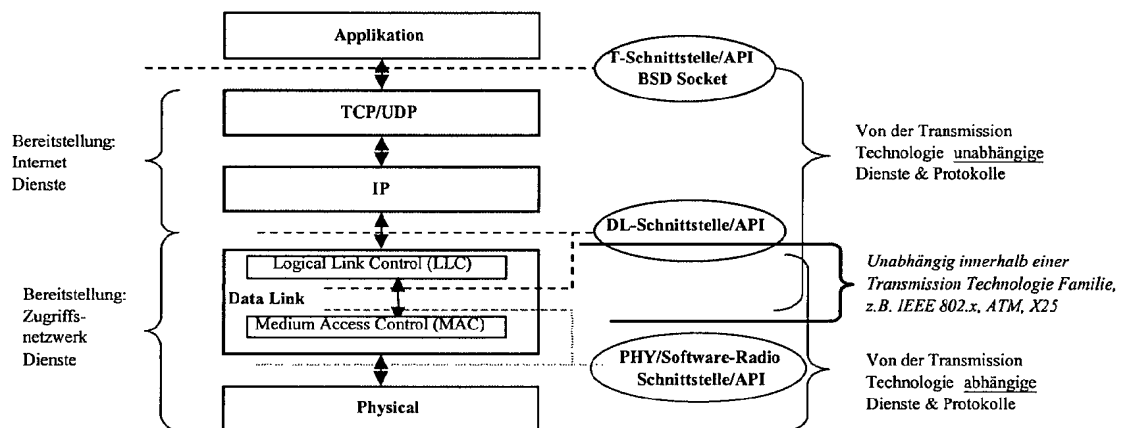 Applikation
T-Schnittstelle/API
BSD Socket
TCP/UDP
Bereitstellung:
Internet
Dienste
Von der Transmission
Technologie unabhängige
Dienste & Protokolle
IP
DL-Schnittstelle/API
Logical Link Control (LLC)
Data Link
Medium Access Control (MAC)
Unabhängig innerhalb einer
Transmission Technologie Familie,
z.B. IEEE 802.x, ATM, X25
Bereitstellung:
Zugriffs-
netzwerk
Dienste
PHY/Software-Radio
Schnittstelle/API
Von der Transmission
Technologie abhängige
Dienste & Protokolle
Physical